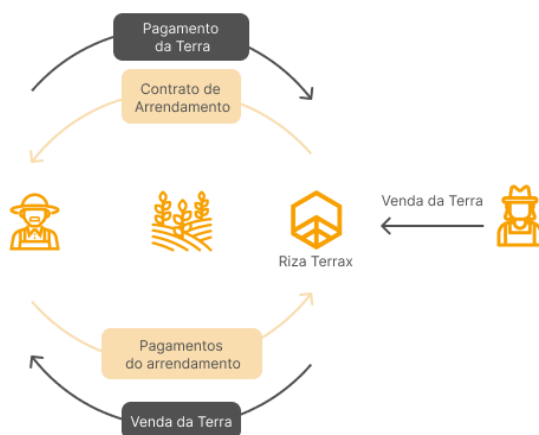 Pagamento
da Terra
Contrato de
Arrendamento
Venda da Terra
Riza Terrax
Pagamentos
do arrendamento
Venda da Terra